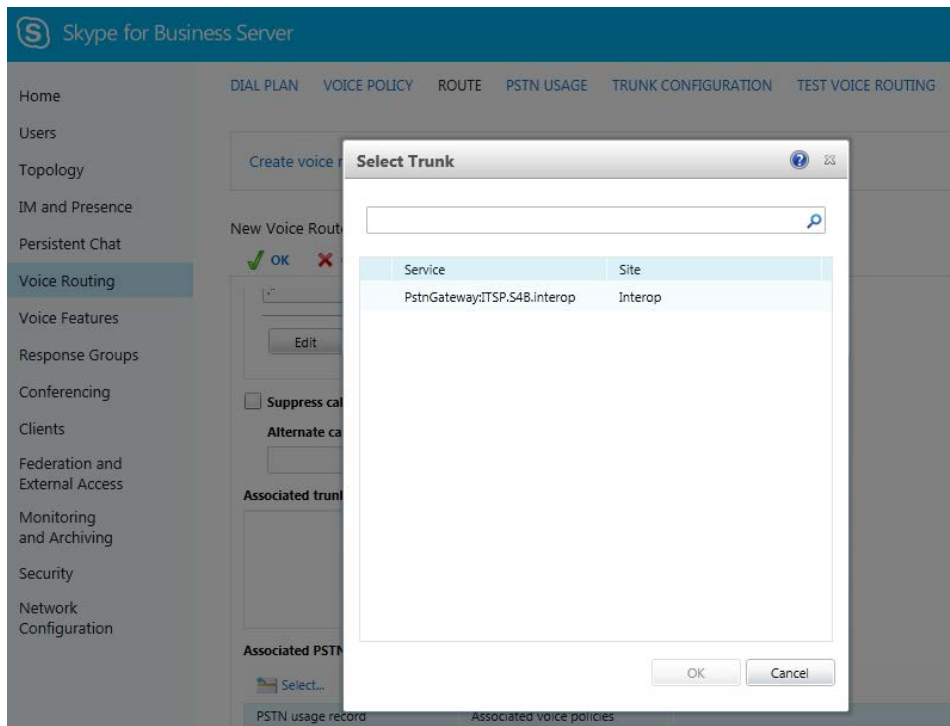 Skype for Business Server
Home
Users
Topology
IM and Presence
Persistent Chat
Voice Routing
Voice Features
Response Groups
Conferencing
Clients
Federation and
External Access
Monitoring
and Archiving
Security
Network
Configuration
DIAL PLAN VOICE POLICY ROUTE PSTN USAGE TRUNK CONFIGURATION TEST VOICE ROUTING
Create voice r
New Voice Rout
OK
Edit
Suppress cal
Alternate ca
Associated trunk
Associated PSTN
Select...
PSTN usage record Associated voice policies
Select Trunk
Service Site
PstnGateway:ITSP.S4B.interop Interop
OK Cancel